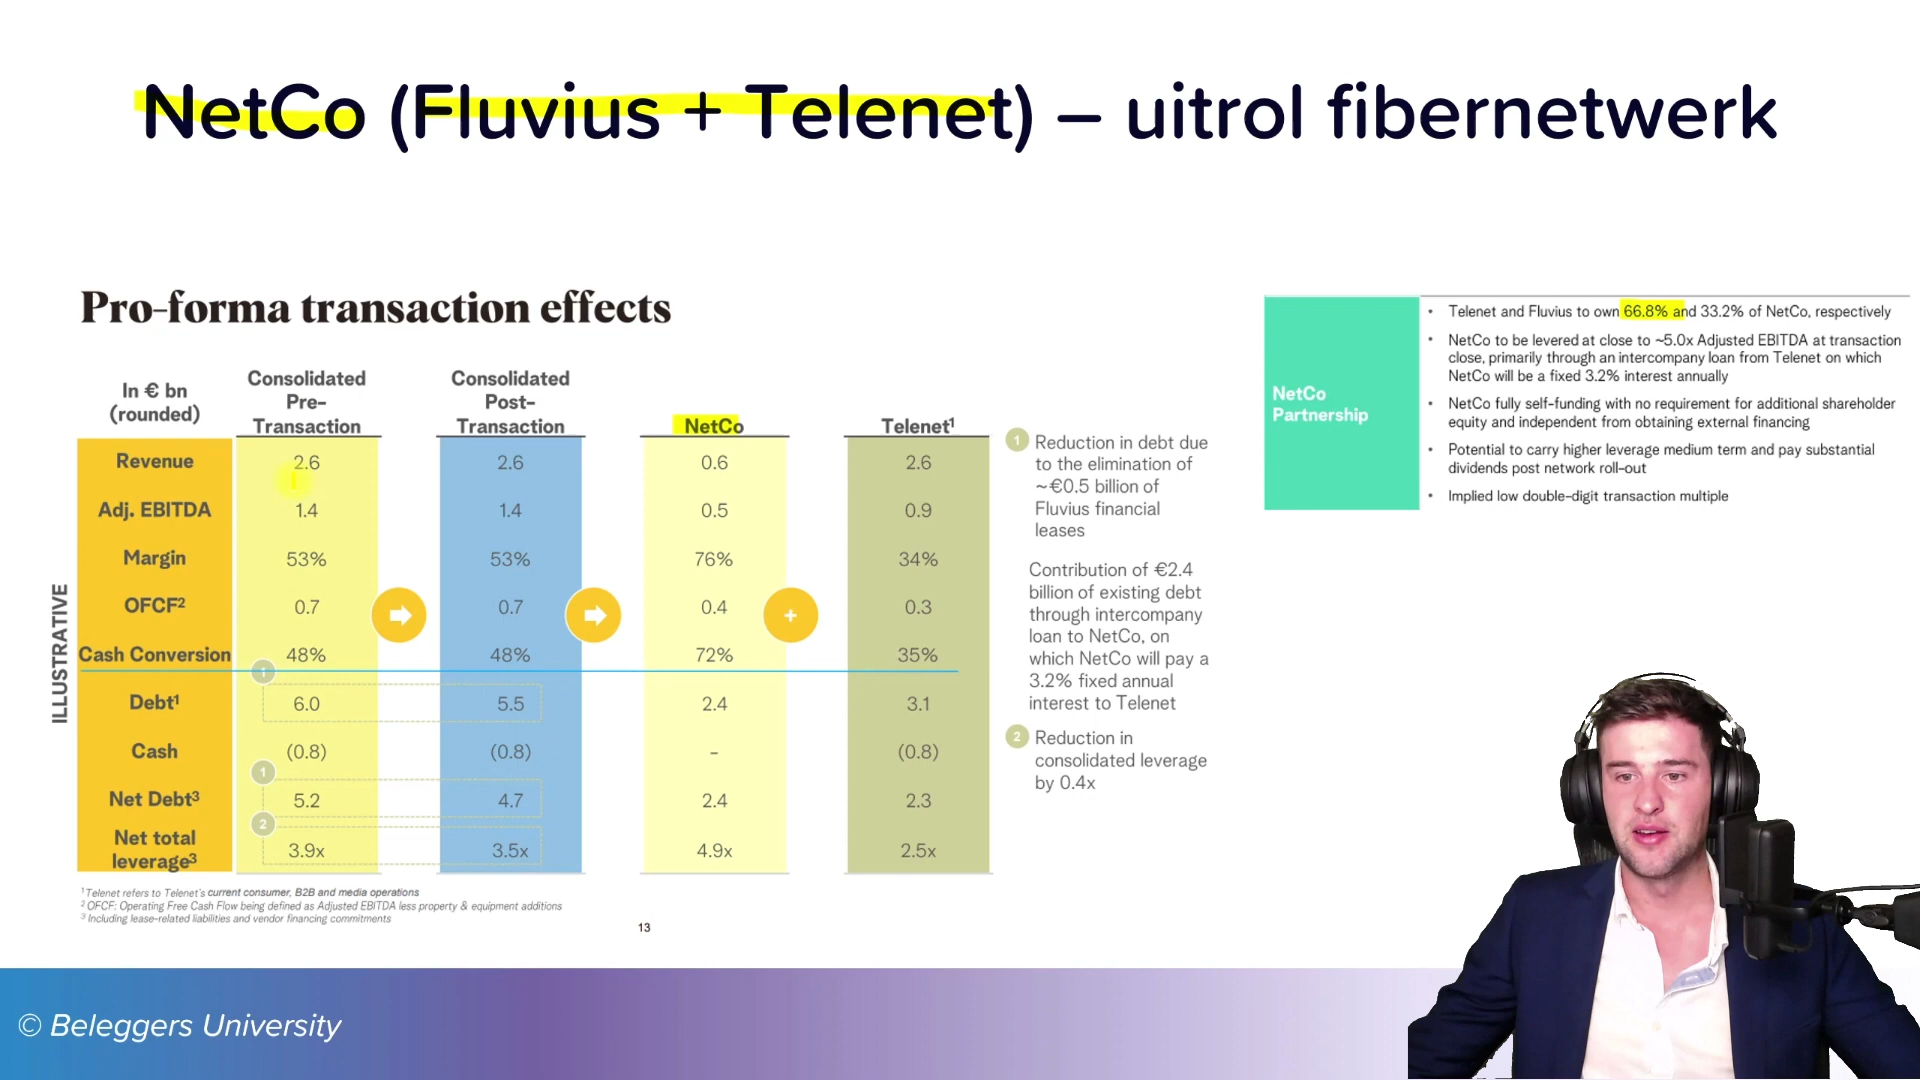 NetCo (Fluvius + Telenet) – uitrol fibernetwerk
Pro-forma transaction effects
In € bn
(rounded)
Consolidated
Pre-
Transaction
Consolidated
Post-
Transaction
NetCo
Telenet¹
Revenue 2.6 2.6 0.6 2.6
Adj. EBITDA 1.4 1.4 0.5 0.9
Margin 53% 53% 76% 34%
OFCF² 0.7 0.7 0.4 0.3
Cash Conversion 48% 48% 72% 35%
Debt¹ 6.0 5.5 2.4 3.1
Cash (0.8) (0.8) – (0.8)
Net Debt³ 5.2 4.7 2.4 2.3
Net total
leverage³ 3.9x 3.5x 4.9x 2.5x
ILLUSTRATIVE
1
1
2
+
1 Reduction in debt due
to the elimination of
~€0.5 billion of
Fluvius financial
leases
Contribution of €2.4
billion of existing debt
through intercompany
loan to NetCo, on
which NetCo will pay a
3.2% fixed annual
interest to Telenet
2 Reduction in
consolidated leverage
by 0.4x
¹ Telenet refers to Telenet's current consumer, B2B and media operations
² OFCF: Operating Free Cash Flow being defined as Adjusted EBITDA less property & equipment additions
³ Including lease-related liabilities and vendor financing commitments
13
NetCo
Partnership
• Telenet and Fluvius to own 66.8% and 33.2% of NetCo, respectively
• NetCo to be levered at close to ~5.0x Adjusted EBITDA at transaction
close, primarily through an intercompany loan from Telenet on which
NetCo will be a fixed 3.2% interest annually
• NetCo fully self-funding with no requirement for additional shareholder
equity and independent from obtaining external financing
• Potential to carry higher leverage medium term and pay substantial
dividends post network roll-out
• Implied low double-digit transaction multiple
© Beleggers University